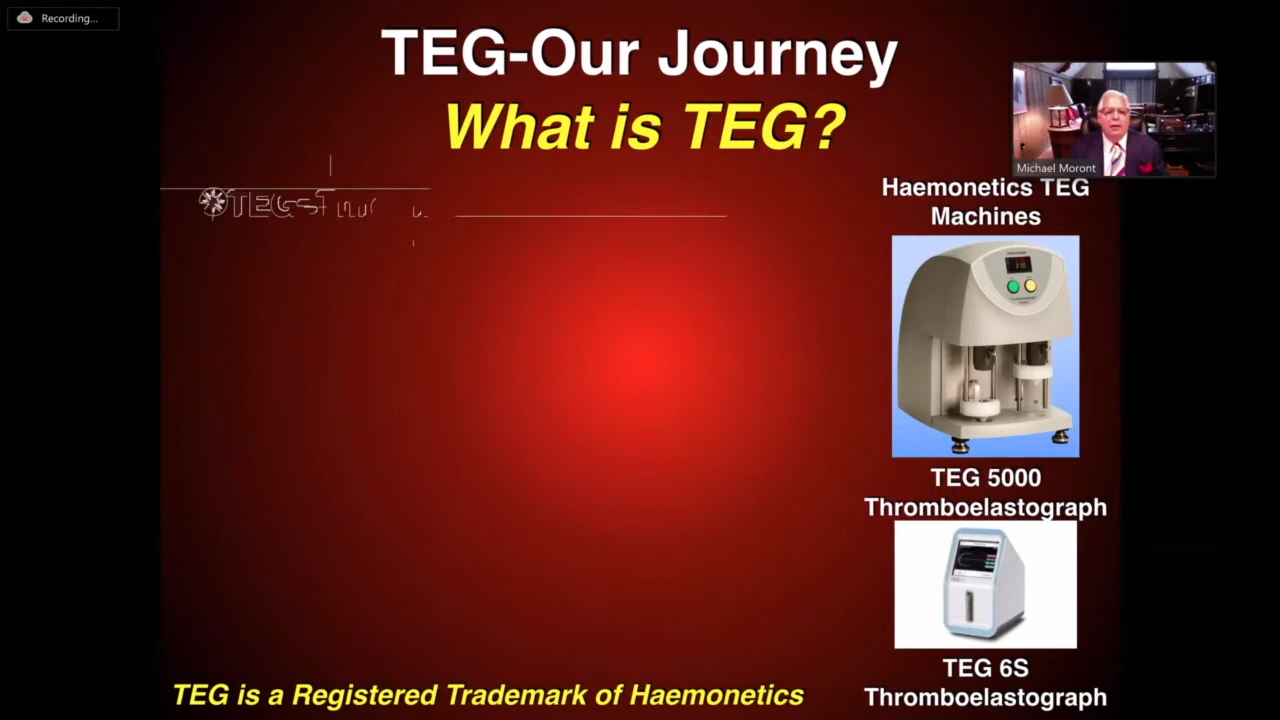 Recording...
TEG-Our Journey
What is TEG?
Michael Moront
Haemonetics TEG
Machines
TEG 5000
Thromboelastograph
TEG 6S
Thromboelastograph
TEG is a Registered Trademark of Haemonetics